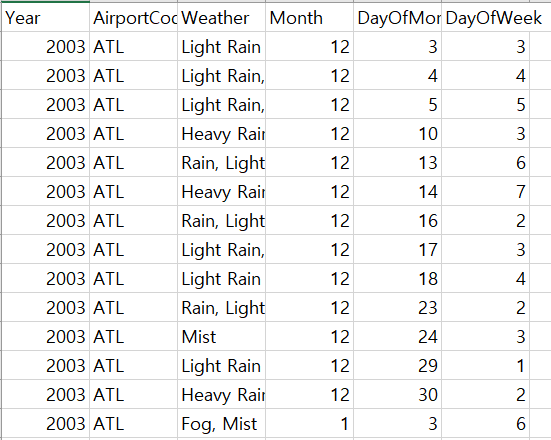 Year AirportCod Weather Month DayOfMon DayOfWeek
2003 ATL Light Rain 12 3 3
2003 ATL Light Rain, 12 4 4
2003 ATL Light Rain, 12 5 5
2003 ATL Heavy Rain 12 10 3
2003 ATL Rain, Light 12 13 6
2003 ATL Heavy Rain 12 14 7
2003 ATL Rain, Light 12 16 2
2003 ATL Light Rain, 12 17 3
2003 ATL Light Rain 12 18 4
2003 ATL Rain, Light 12 23 2
2003 ATL Mist 12 24 3
2003 ATL Light Rain 12 29 1
2003 ATL Heavy Rain 12 30 2
2003 ATL Fog, Mist 1 3 6